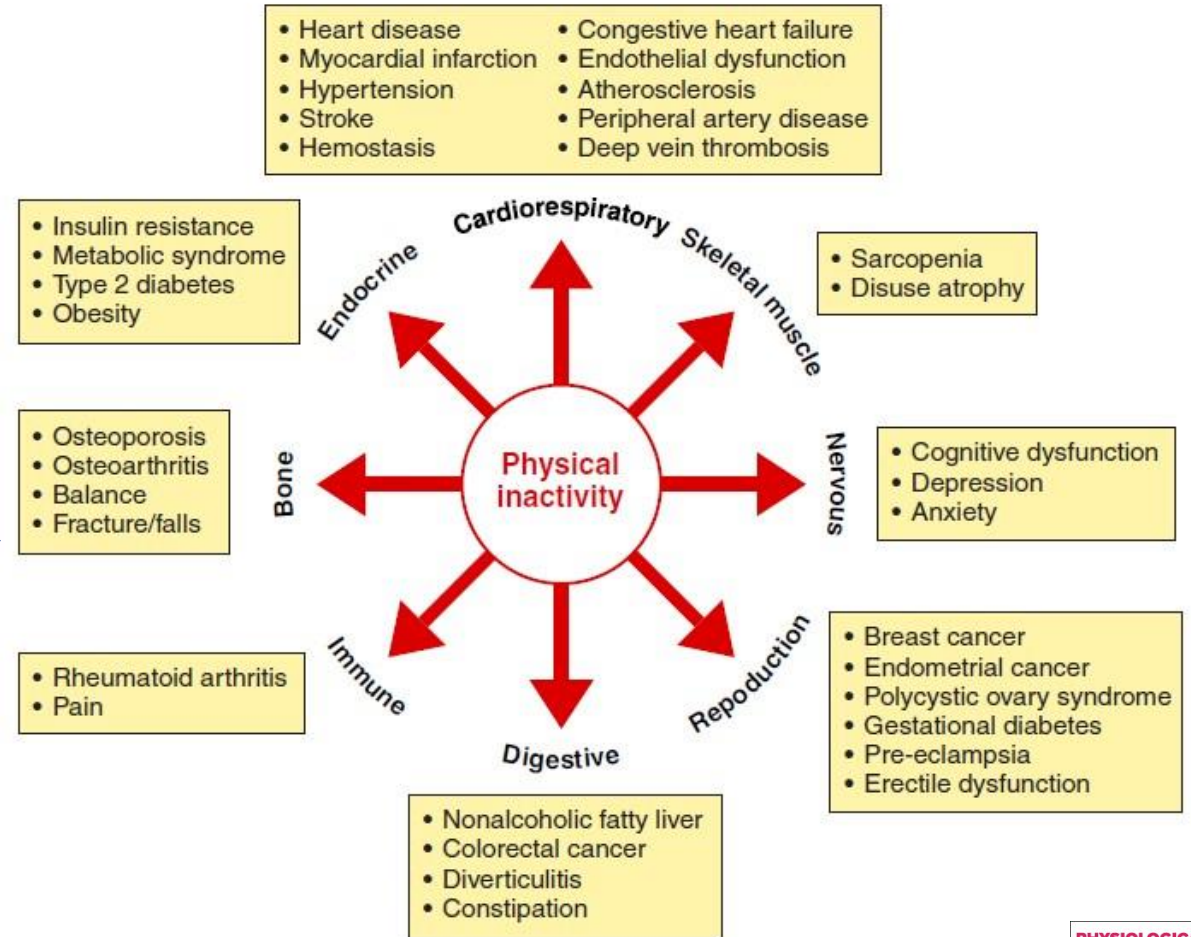 • Heart disease
• Myocardial infarction
• Hypertension
• Stroke
• Hemostasis
• Congestive heart failure
• Endothelial dysfunction
• Atherosclerosis
• Peripheral artery disease
• Deep vein thrombosis
Cardiorespiratory
• Insulin resistance
• Metabolic syndrome
• Type 2 diabetes
• Obesity
Endocrine
Skeletal muscle
• Sarcopenia
• Disuse atrophy
• Osteoporosis
• Osteoarthritis
• Balance
• Fracture/falls
Bone
Physical
inactivity
Nervous
• Cognitive dysfunction
• Depression
• Anxiety
• Rheumatoid arthritis
• Pain
Immune
Digestive
Repoduction
• Breast cancer
• Endometrial cancer
• Polycystic ovary syndrome
• Gestational diabetes
• Pre-eclampsia
• Erectile dysfunction
• Nonalcoholic fatty liver
• Colorectal cancer
• Diverticulitis
• Constipation